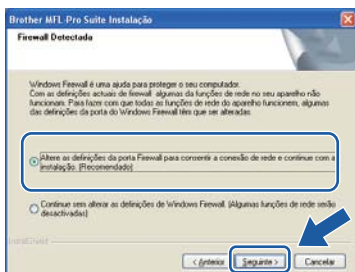 Brother MFL-Pro Suite Instalação
Firewall Detectada
Windows Firewall é uma ajuda para proteger o seu computador.
Com as definições actuais de firewall algumas da funções de rede no seu aparelho não
funcionam. Para fazer com que todas as funções de rede do aparelho funcionem, algumas
das definições da porta do Windows Firewall têm que ser alteradas.
Altere as definições da porta Firewall para consentir a conexão de rede e continue com a
instalação. (Recomendado)
Continue sem alterar as definições de Windows Firewall. (Algumas funções de rede serão
desactivadas)
InstallShield
< Anterior Seguinte > Cancelar